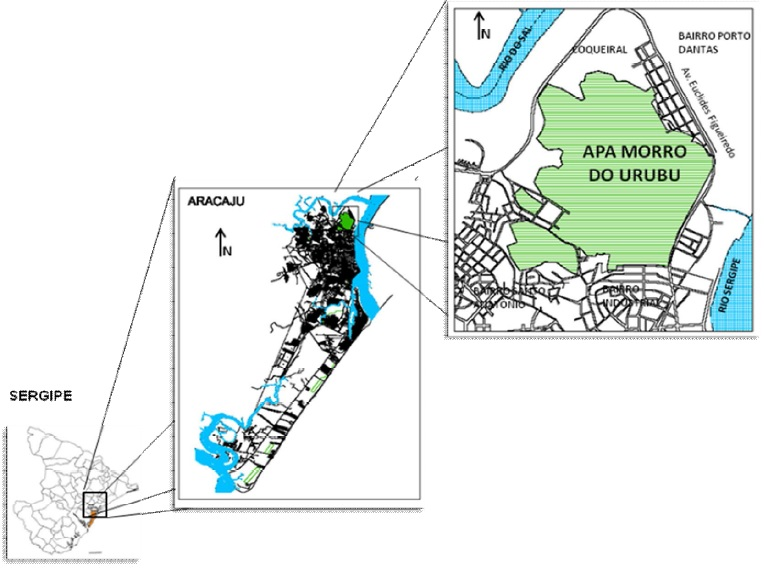 SERGIPE
ARACAJU
N
N
RIO DO SAL
COQUEIRAL
BAIRRO PORTO
DANTAS
Av. Euclides Figueiredo
APA MORRO
DO URUBU
BAIRRO SANTO
ANTONIO
BAIRRO
INDUSTRIAL
RIO SERGIPE